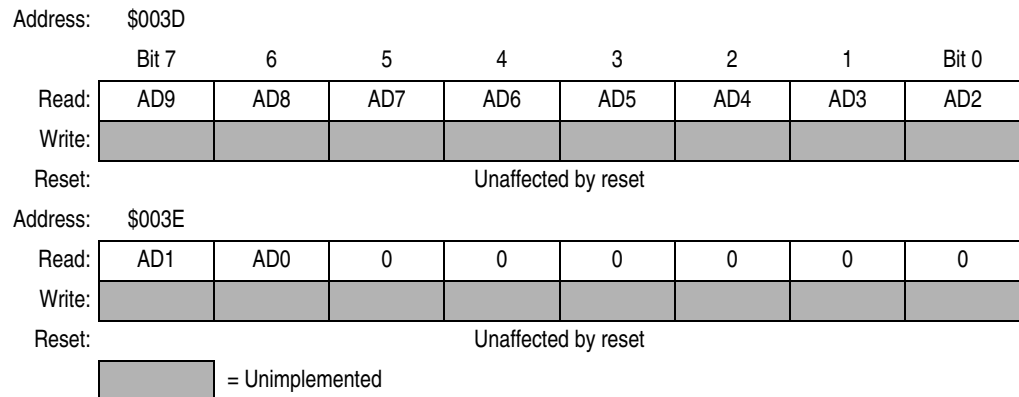 Address: $003D
Bit 7 6 5 4 3 2 1 Bit 0
Read: AD9 AD8 AD7 AD6 AD5 AD4 AD3 AD2
Write:
Reset: Unaffected by reset
Address: $003E
Read: AD1 AD0 0 0 0 0 0 0
Write:
Reset: Unaffected by reset
= Unimplemented